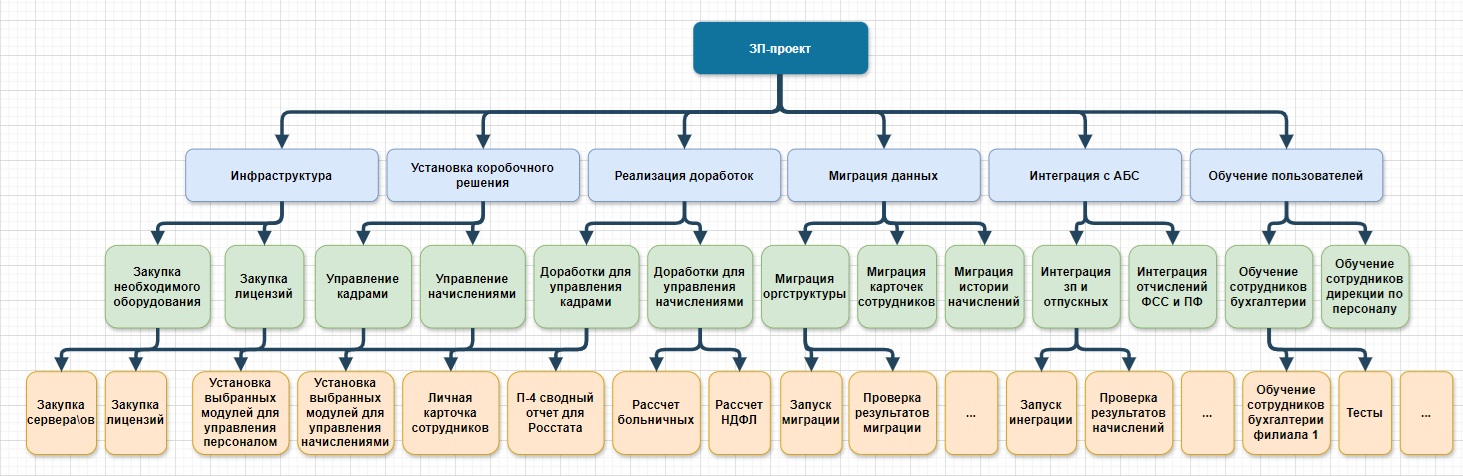 ЗП-проект
Инфраструктура
Установка коробочного
решения
Реализация доработок
Миграция данных
Интеграция с АБС
Обучение пользователей
Закупка
необходимого
оборудования
Закупка
лицензий
Управление
кадрами
Управление
начислениями
Доработки для
управления
кадрами
Доработки для
управления
начислениями
Миграция
оргструктуры
Миграция
карточек
сотрудников
Миграция
истории
начислений
Интеграция
зп и
отпускных
Интеграция
отчислений
ФСС и ПФ
Обучение
сотрудников
бухгалтерии
Обучение
сотрудников
дирекции по
персоналу
Закупка
сервера\ов
Закупка
лицензий
Установка
выбранных
модулей для
управления
персоналом
Установка
выбранных
модулей для
управления
начислениями
Личная
карточка
сотрудников
П-4 сводный
отчет для
Росстата
Рассчет
больничных
Рассчет
НДФЛ
Запуск
миграции
Проверка
результатов
миграции
...
Запуск
инеграции
Проверка
результатов
начислений
...
Обучение
сотрудников
бухгалтерии
филиала 1
Тесты
...